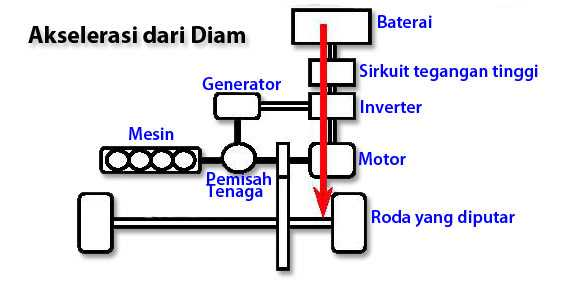 Akselerasi dari Diam
Baterai
Sirkuit tegangan tinggi
Generator
Inverter
Mesin
Motor
Pemisah
Tenaga
Roda yang diputar